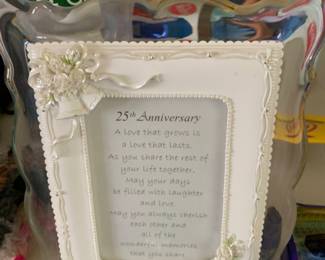 25th Anniversary
A love that grows is
a love that lasts.
As you share the rest of
your life together,
May your days
be filled with laughter
and love.
May you always cherish
each other and
all of the
wonderful memories
that you share